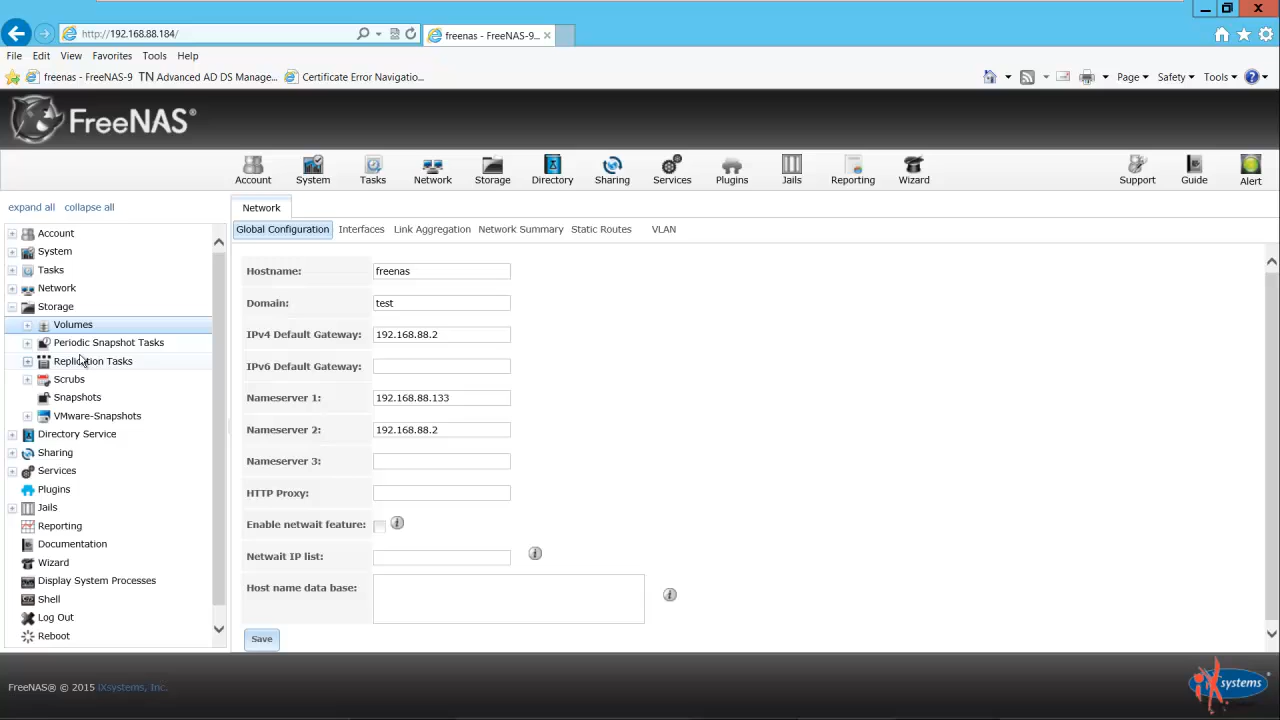 http://192.168.88.184/
freenas - FreeNAS-9...
File Edit View Favorites Tools Help
freenas - FreeNAS-9 TN Advanced AD DS Manage... Certificate Error Navigatio...
Page Safety Tools
FreeNAS®
Account System Tasks Network Storage Directory Sharing Services Plugins Jails Reporting Wizard Support Guide Alert
expand all collapse all
Network
Global Configuration Interfaces Link Aggregation Network Summary Static Routes VLAN
Account
System
Tasks
Network
Storage
Volumes
Periodic Snapshot Tasks
Replication Tasks
Scrubs
Snapshots
VMware-Snapshots
Directory Service
Sharing
Services
Plugins
Jails
Reporting
Documentation
Wizard
Display System Processes
Shell
Log Out
Reboot
Hostname: freenas
Domain: test
IPv4 Default Gateway: 192.168.88.2
IPv6 Default Gateway:
Nameserver 1: 192.168.88.133
Nameserver 2: 192.168.88.2
Nameserver 3:
HTTP Proxy:
Enable netwait feature:
Netwait IP list:
Host name data base:
Save
FreeNAS® © 2015 iXsystems, Inc.
iXsystems